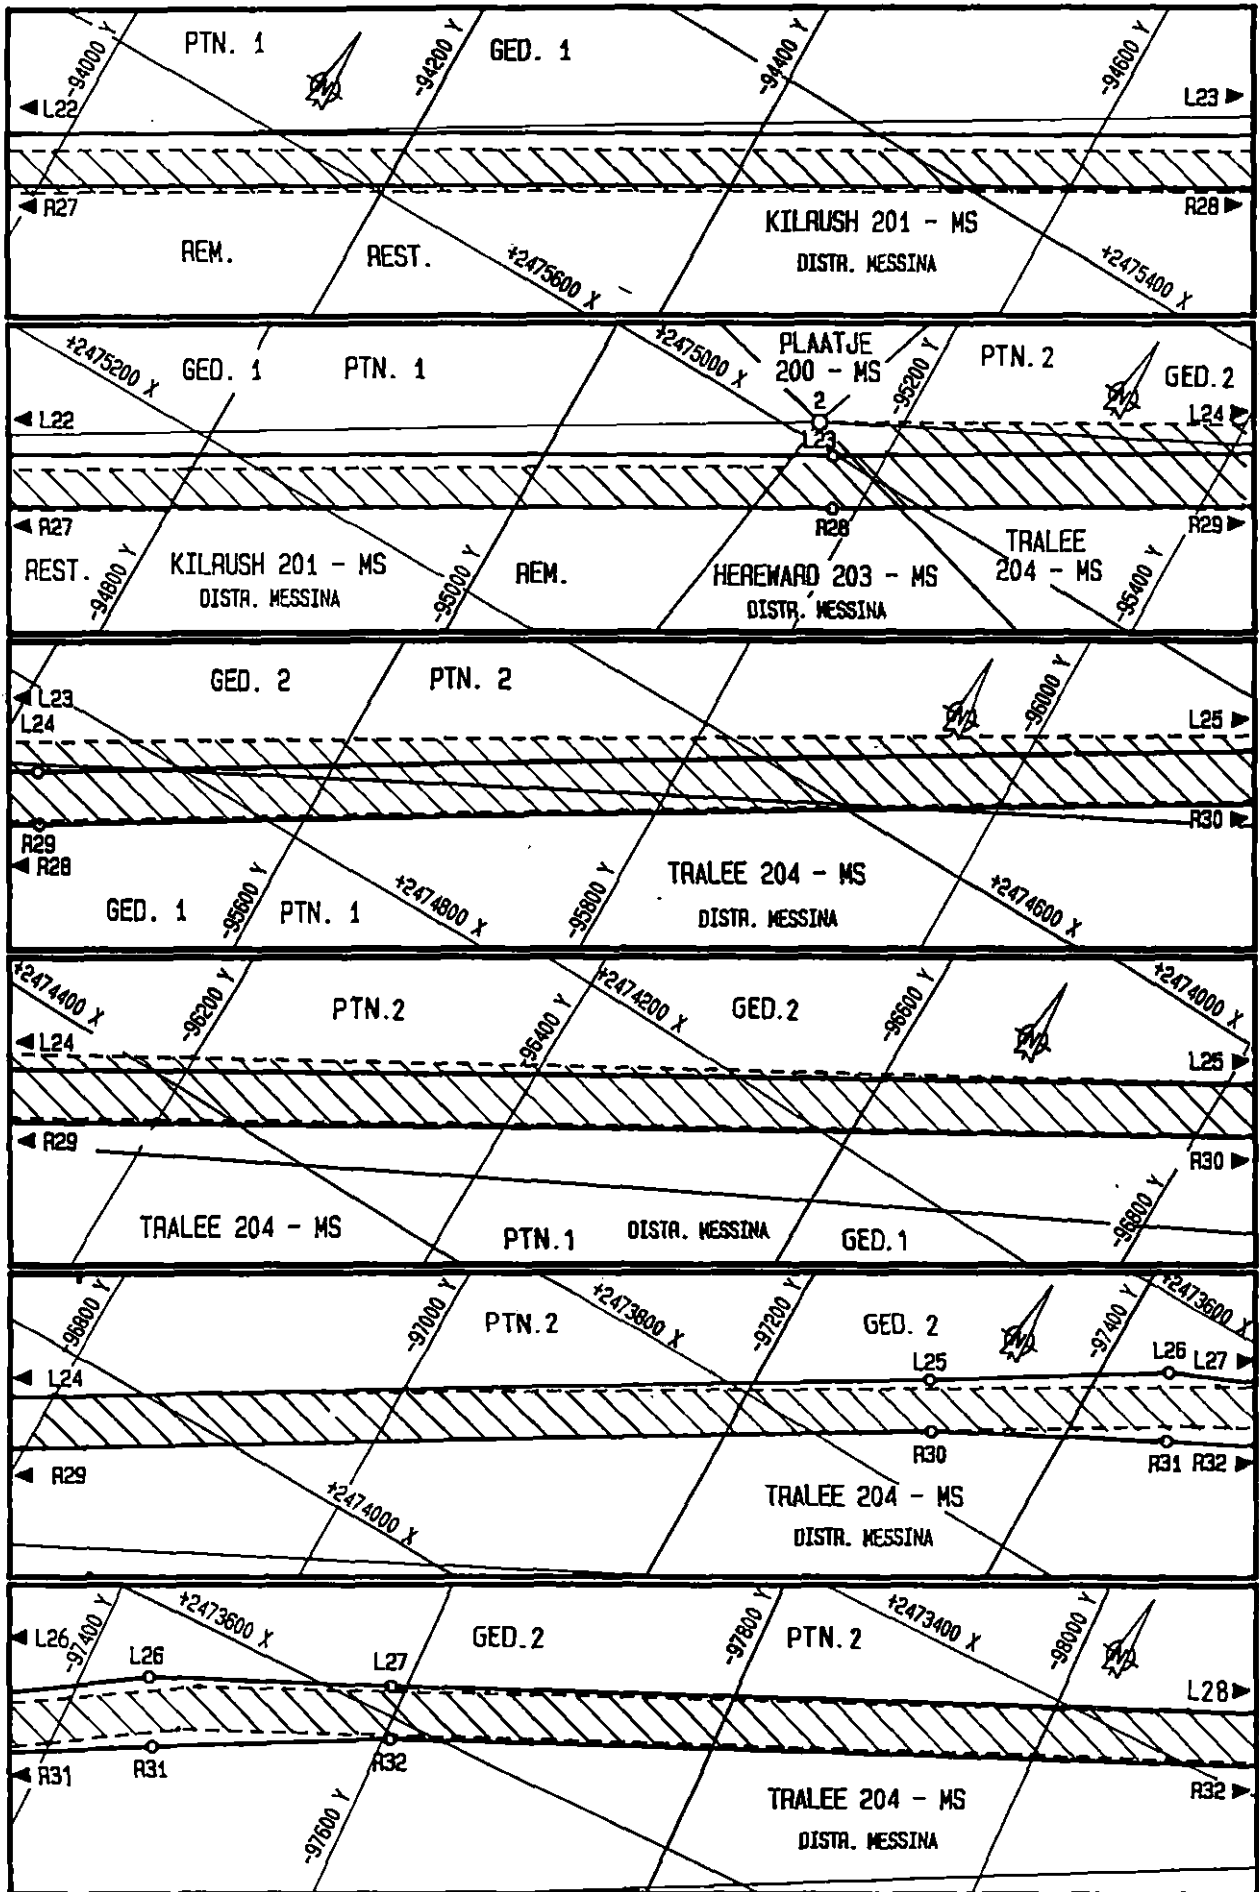 PTN. 1
GED. 1
-94000 Y
-94200 Y
-94400 Y
-94600 Y
L22
L23
R27
R28
REM.
REST.
+2475600 X
KILRUSH 201 - MS
DISTR. MESSINA
+2475400 X
+2475200 X
GED. 1
PTN. 1
+2475000 X
PLAATJE
200 - MS
-95200 Y
PTN. 2
GED. 2
L22
2
L24
L23
R27
R28
R29
REST.
-94800 Y
KILRUSH 201 - MS
DISTR. MESSINA
-95000 Y
REM.
HEREWARD 203 - MS
DISTR. MESSINA
TRALEE
204 - MS
-95400 Y
GED. 2
PTN. 2
-96000 Y
L23
L24
L25
R29
R28
R30
GED. 1
-95600 Y
PTN. 1
+2474800 X
-95800 Y
TRALEE 204 - MS
DISTR. MESSINA
+2474600 X
+2474400 X
-96200 Y
PTN.2
-96400 Y
+2474200 X
GED.2
-96600 Y
+2474000 X
L24
L25
R29
R30
TRALEE 204 - MS
PTN.1
DISTR. MESSINA
GED.1
-96800 Y
-96800 Y
-97000 Y
PTN.2
+2473800 X
-97200 Y
GED. 2
-97400 Y
+2473600 X
L24
L25
L26
L27
R29
R30
R31
R32
+2474000 X
TRALEE 204 - MS
DISTR. MESSINA
-97400 Y
+2473600 X
GED.2
-97800 Y
PTN.2
+2473400 X
-98000 Y
L26
L26
L27
L28
R31
R31
R32
R32
-97600 Y
TRALEE 204 - MS
DISTR. MESSINA